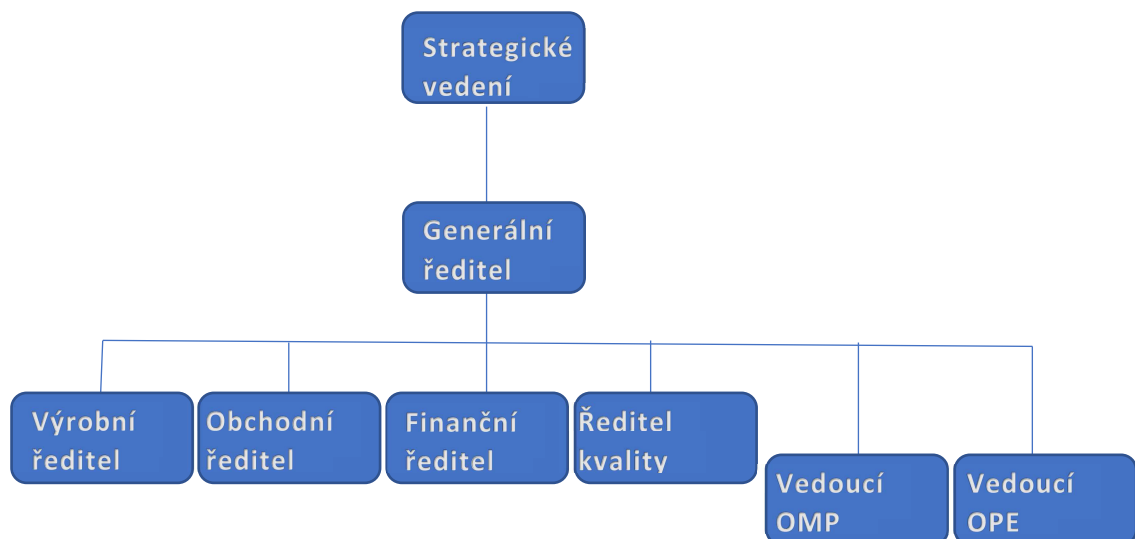 Strategické
vedení
Generální
ředitel
Výrobní
ředitel
Obchodní
ředitel
Finanční
ředitel
Ředitel
kvality
Vedoucí
OMP
Vedoucí
OPE